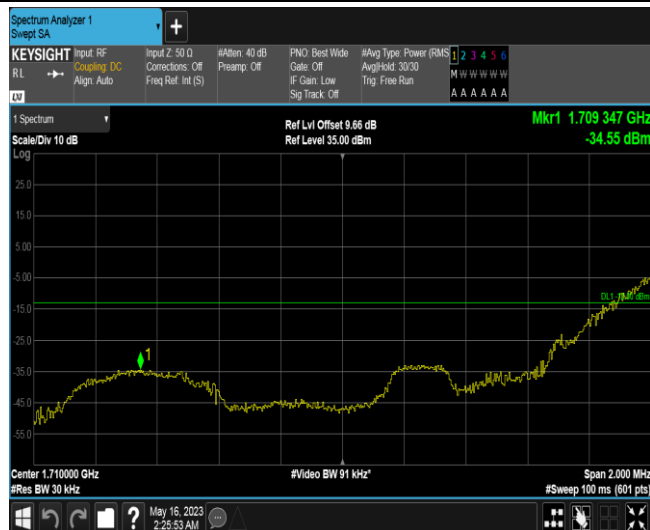 Spectrum Analyzer 1
Swept SA
KEYSIGHT
RL
LXI
Input: RF
Coupling: DC
Align: Auto
Input Z: 50 Ω
Corrections: Off
Freq Ref: Int (S)
#Atten: 40 dB
Preamp: Off
PNO: Best Wide
Gate: Off
IF Gain: Low
Sig Track: Off
#Avg Type: Power (RMS
Avg|Hold: 30/30
Trig: Free Run
1 2 3 4 5 6
M W W W W W
A A A A A A
1 Spectrum
Scale/Div 10 dB
Log
Ref Lvl Offset 9.66 dB
Ref Level 35.00 dBm
Mkr1 1.709 347 GHz
-34.55 dBm
25.0
15.0
5.00
-5.00
-15.0
-25.0
-35.0
-45.0
-55.0
1
DL1 dBm
Center 1.710000 GHz
#Res BW 30 kHz
#Video BW 91 kHz*
Span 2.000 MHz
#Sweep 100 ms (601 pts)
?
May 16, 2023
2:25:53 AM